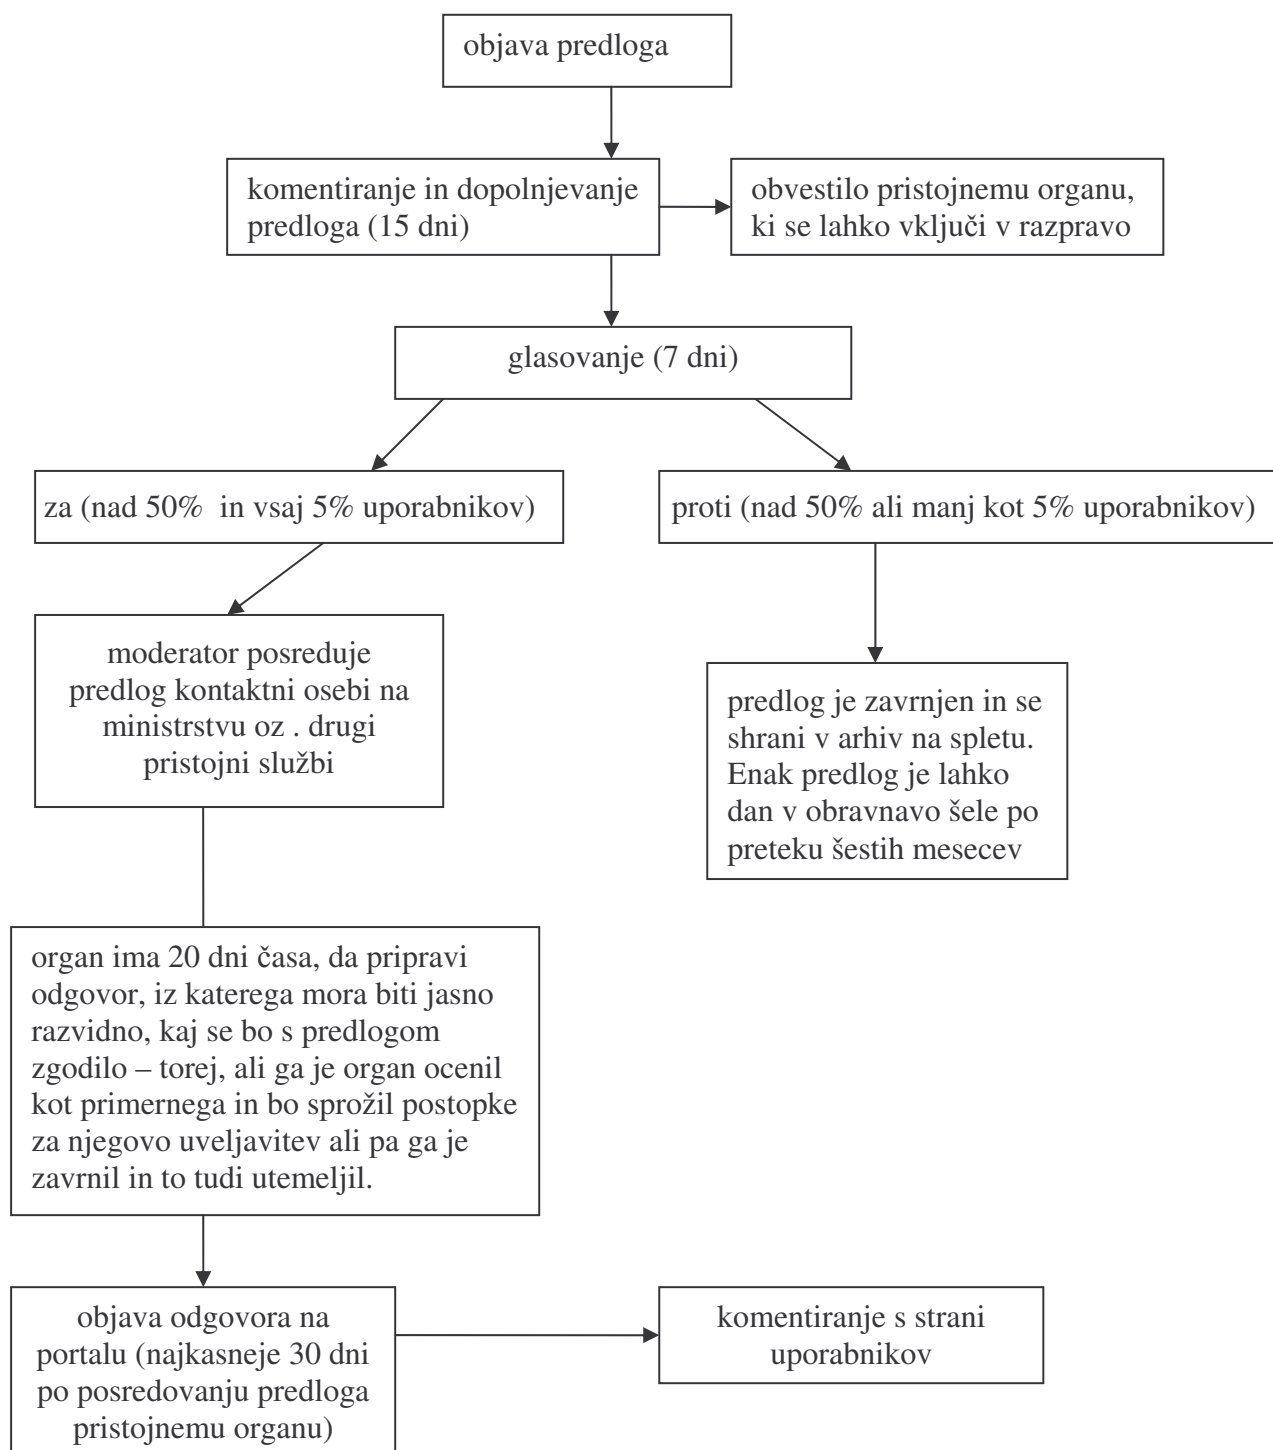 objava predloga
komentiranje in dopolnjevanje
predloga (15 dni)
obvestilo pristojnemu organu,
ki se lahko vključi v razpravo
glasovanje (7 dni)
za (nad 50%  in vsaj 5% uporabnikov)
proti (nad 50% ali manj kot 5% uporabnikov)
moderator posreduje
predlog kontaktni osebi na
ministrstvu oz . drugi
pristojni službi
predlog je zavrnjen in se
shrani v arhiv na spletu.
Enak predlog je lahko
dan v obravnavo šele po
preteku šestih mesecev
organ ima 20 dni časa, da pripravi
odgovor, iz katerega mora biti jasno
razvidno, kaj se bo s predlogom
zgodilo – torej, ali ga je organ ocenil
kot primernega in bo sprožil postopke
za njegovo uveljavitev ali pa ga je
zavrnil in to tudi utemeljil.
objava odgovora na
portalu (najkasneje 30 dni
po posredovanju predloga
pristojnemu organu)
komentiranje s strani
uporabnikov